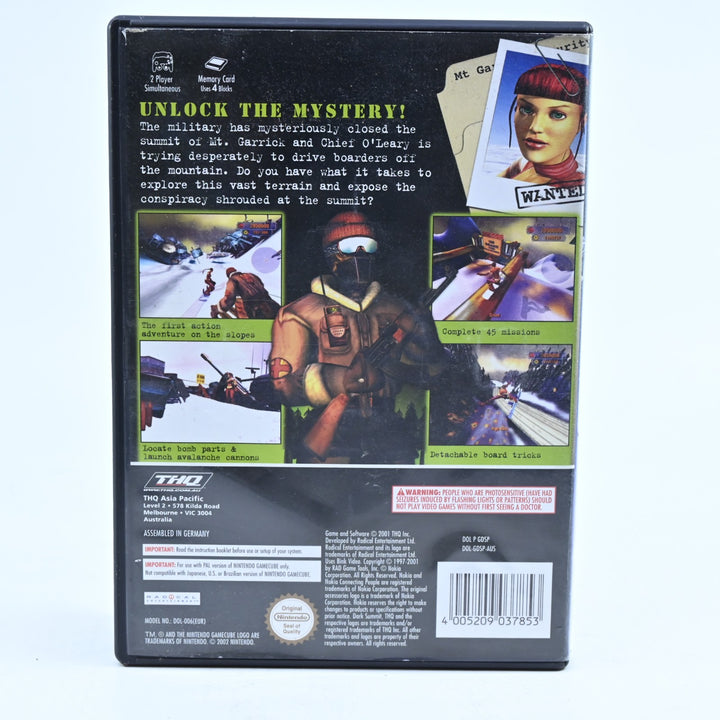 2 Player
Simultaneous
Memory Card
Uses 4 Blocks
Mt Ga
urity
WANTE
UNLOCK THE MYSTERY!
The military has mysteriously closed the
summit of Mt. Garrick and Chief O'Leary is
trying desperately to drive boarders off
the mountain. Do you have what it takes to
explore this vast terrain and expose the
conspiracy shrouded at the summit?
The first action
adventure on the slopes
Complete 45 missions
Locate bomb parts &
launch avalanche cannons
Detachable board tricks
THQ
WWW.THQ.COM.AU
THQ Asia Pacific
Level 2 • 578 Kilda Road
Melbourne • VIC 3004
Australia
ASSEMBLED IN GERMANY
IMPORTANT: Read the instruction booklet before use or setup of your system.
IMPORTANT: For use with PAL version of NINTENDO GAMECUBE only.
Not compatible with Japanese, U.S. or Brazilian version of NINTENDO GAMECUBE.
RADICAL
ENTERTAINMENT
MODEL NO.: DOL-006(EUR)
TM, ® AND THE NINTENDO GAMECUBE LOGO ARE
TRADEMARKS OF NINTENDO. © 2002 NINTENDO.
Original
Nintendo
Seal of
Quality
Game and Software © 2001 THQ Inc.
Developed by Radical Entertainment Ltd.
Radical Entertainment and its logo are
trademarks of Radical Entertainment Ltd.
Uses Bink Video. Copyright © 1997-2001
by RAD Game Tools, Inc. © Nokia
Corporation. All Rights Reserved. Nokia and
Nokia Connecting People are registered
trademarks of Nokia Corporation. The original
accessories logo is a trademark of Nokia
Corporation. Nokia reserves the right to make
changes to products or specifications without
prior notice. Dark Summit, THQ and the
respective logos are trademarks and/or
registered trademarks of THQ Inc. All other
trademarks and logos are property of their
respective owners. All rights reserved.
WARNING: PEOPLE WHO ARE PHOTOSENSITIVE (HAVE HAD
SEIZURES INDUCED BY FLASHING LIGHTS OR PATTERNS) SHOULD
NOT PLAY VIDEO GAMES WITHOUT FIRST SEEING A DOCTOR.
DOL P GDSP
DOL-GDSP-AUS
4 005209 037853